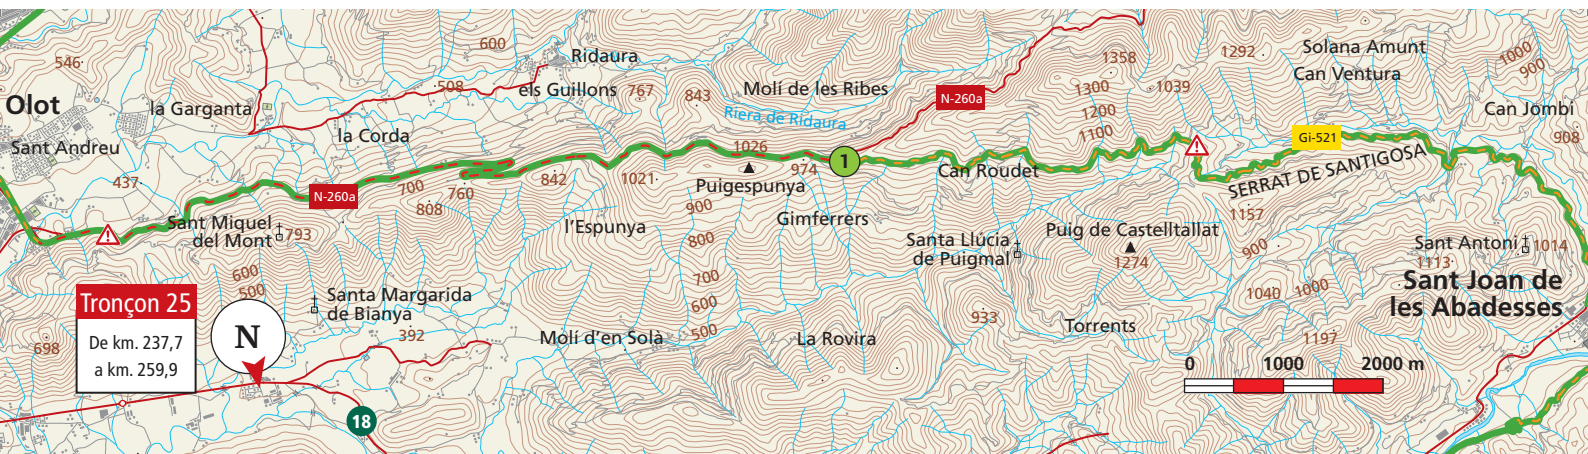 546
Olot
Sant Andreu
437
la Garganta
600
508
la Corda
Ridaura
els Guillons
767
843
Molí de les Ribes
Riera de Ridaura
N-260a
1358
1300
1200
1100
1039
1292
Solana Amunt
Can Ventura
1000
900
Can Jombi
908
Gi-521
SERRAT DE SANTIGOSA
N-260a
700
760
808
842
1021
1026
Puigespunya
974
1
Can Roudet
900
800
700
600
500
Gimferrers
l'Espunya
Sant Miquel
del Mont
793
600
500
Santa Llúcia
de Puigmal
Puig de Castelltallat
1274
1157
900
1040
1000
Sant Antoni
1014
1113
Sant Joan de
les Abadesses
Tronçon 25
De km. 237,7
a km. 259,9
N
698
Santa Margarida
de Bianya
392
18
Molí d'en Solà
La Rovira
933
Torrents
1197
0 1000 2000 m